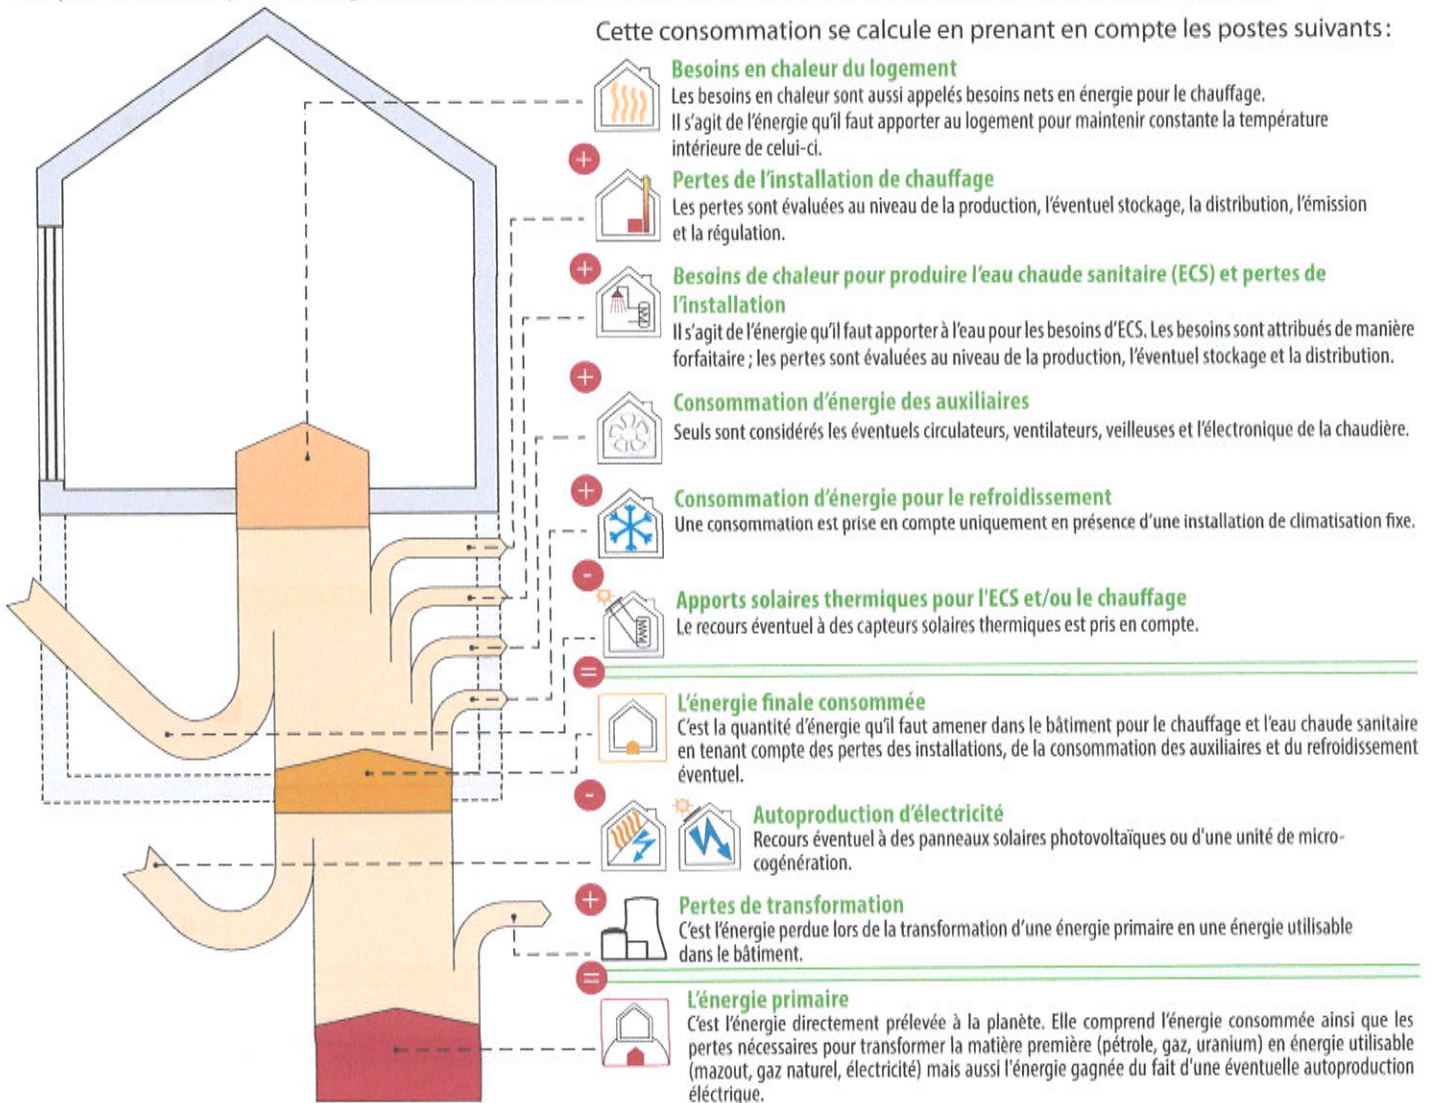 Cette consommation se calcule en prenant en compte les postes suivants :
Besoins en chaleur du logement
Les besoins en chaleur sont aussi appelés besoins nets en énergie pour le chauffage.
Il s'agit de l'énergie qu'il faut apporter au logement pour maintenir constante la température
intérieure de celui-ci.
+
Pertes de l'installation de chauffage
Les pertes sont évaluées au niveau de la production, l'éventuel stockage, la distribution, l'émission
et la régulation.
+
Besoins de chaleur pour produire l'eau chaude sanitaire (ECS) et pertes de
l'installation
Il s'agit de l'énergie qu'il faut apporter à l'eau pour les besoins d'ECS. Les besoins sont attribués de manière
forfaitaire ; les pertes sont évaluées au niveau de la production, l'éventuel stockage et la distribution.
+
Consommation d'énergie des auxiliaires
Seuls sont considérés les éventuels circulateurs, ventilateurs, veilleuses et l'électronique de la chaudière.
+
Consommation d'énergie pour le refroidissement
Une consommation est prise en compte uniquement en présence d'une installation de climatisation fixe.
-
Apports solaires thermiques pour l'ECS et/ou le chauffage
Le recours éventuel à des capteurs solaires thermiques est pris en compte.
=
L'énergie finale consommée
C'est la quantité d'énergie qu'il faut amener dans le bâtiment pour le chauffage et l'eau chaude sanitaire
en tenant compte des pertes des installations, de la consommation des auxiliaires et du refroidissement
éventuel.
-
Autoproduction d'électricité
Recours éventuel à des panneaux solaires photovoltaïques ou d'une unité de micro-
cogénération.
+
Pertes de transformation
C'est l'énergie perdue lors de la transformation d'une énergie primaire en une énergie utilisable
dans le bâtiment.
=
L'énergie primaire
C'est l'énergie directement prélevée à la planète. Elle comprend l'énergie consommée ainsi que les
pertes nécessaires pour transformer la matière première (pétrole, gaz, uranium) en énergie utilisable
(mazout, gaz naturel, électricité) mais aussi l'énergie gagnée du fait d'une éventuelle autoproduction
éléctrique.